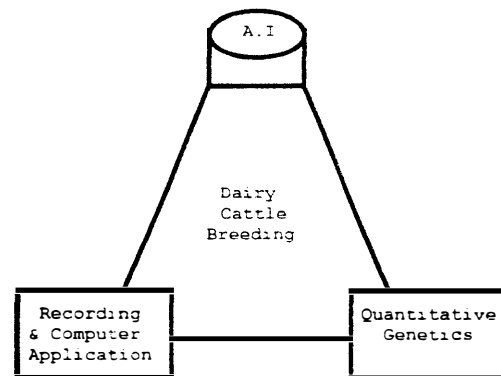 A.I
Dairy
Cattle
Breeding
Recording
& Computer
Application
Quantitative
Genetics